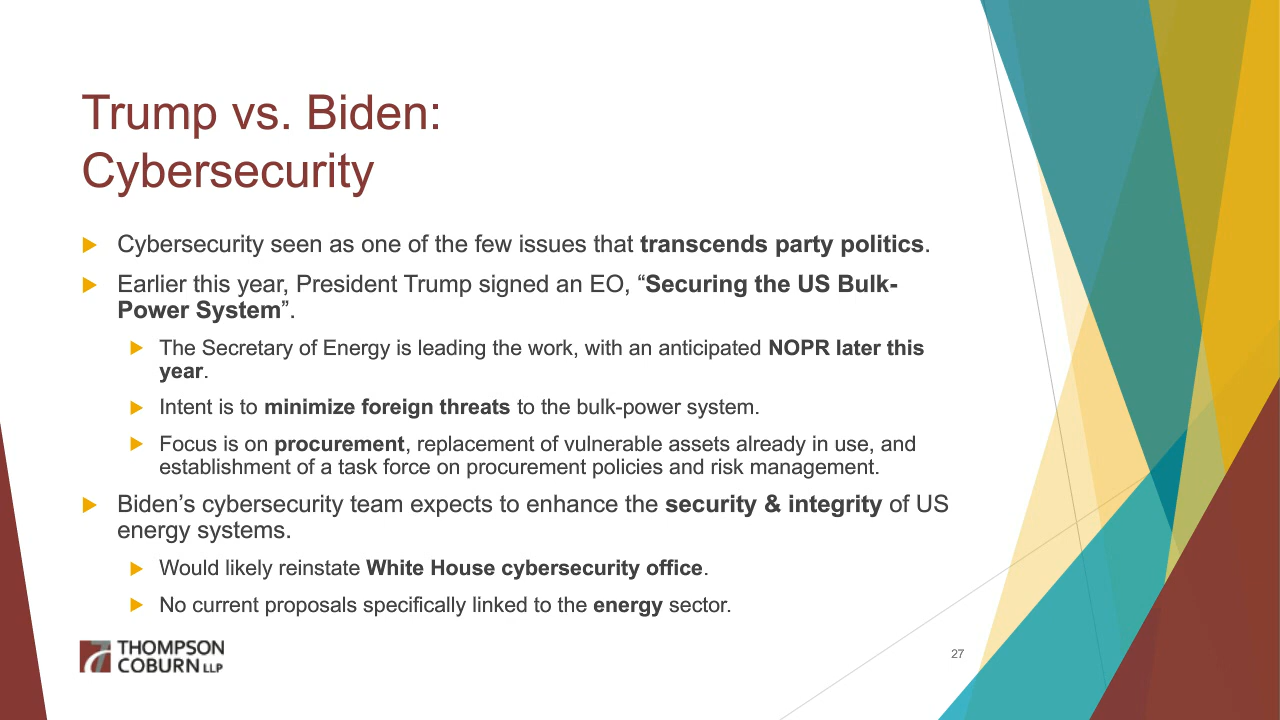 Trump vs. Biden:
Cybersecurity
Cybersecurity seen as one of the few issues that transcends party politics.
Earlier this year, President Trump signed an EO, “Securing the US Bulk-
Power System”.
The Secretary of Energy is leading the work, with an anticipated NOPR later this
year.
Intent is to minimize foreign threats to the bulk-power system.
Focus is on procurement, replacement of vulnerable assets already in use, and
establishment of a task force on procurement policies and risk management.
Biden’s cybersecurity team expects to enhance the security & integrity of US
energy systems.
Would likely reinstate White House cybersecurity office.
No current proposals specifically linked to the energy sector.
THOMPSON
COBURN LLP
27